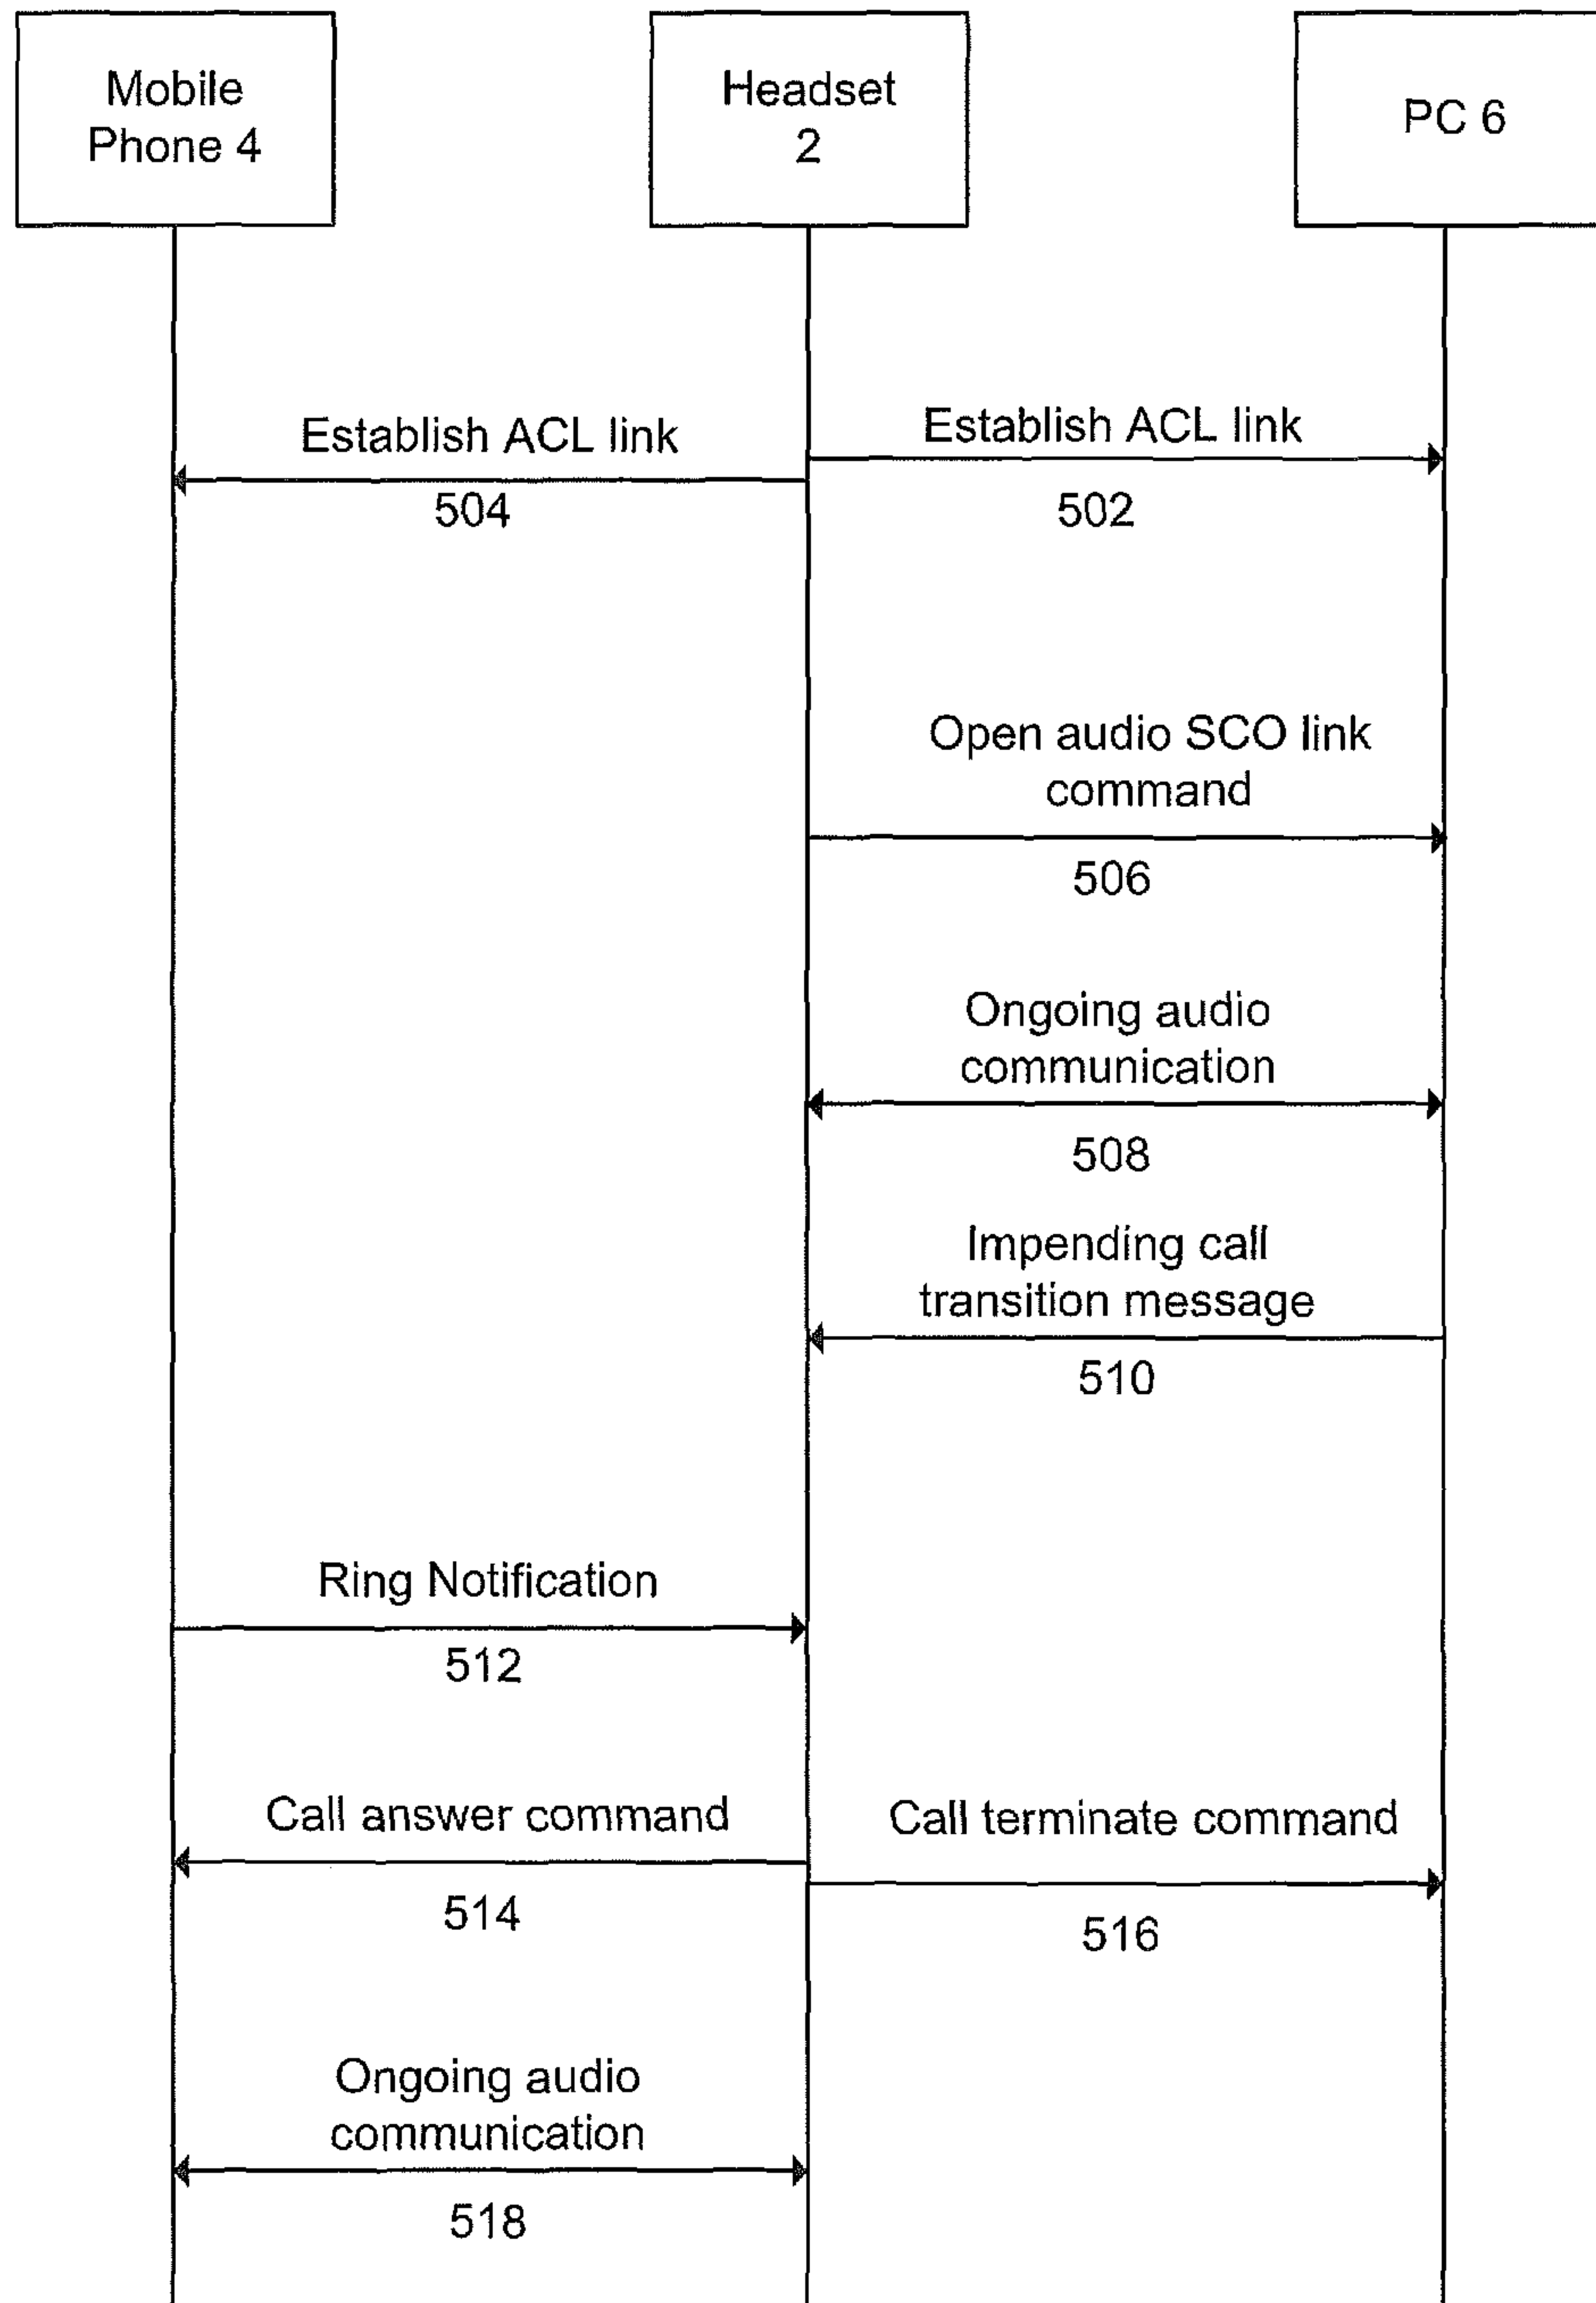 Mobile
Phone 4
Headset
2
PC 6
Establish ACL link
504
Establish ACL link
502
Open audio SCO link
command
506
Ongoing audio
communication
508
Impending call
transition message
510
Ring Notification
512
Call answer command
514
Call terminate command
516
Ongoing audio
communication
518